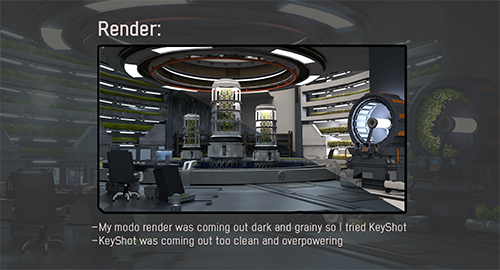 Render:
-My modo render was coming out dark and grainy so I tried KeyShot
-KeyShot was coming out too clean and overpowering